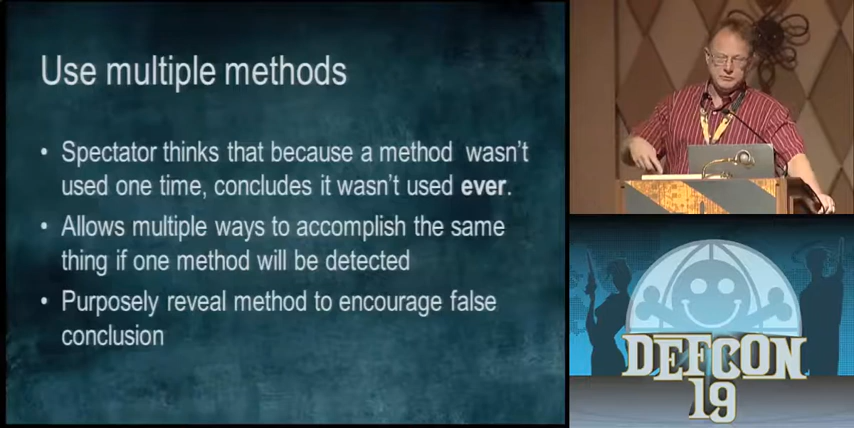 Use multiple methods
• Spectator thinks that because a method wasn't
used one time, concludes it wasn't used ever.
• Allows multiple ways to accomplish the same
thing if one method will be detected
• Purposely reveal method to encourage false
conclusion
DEFCON
19